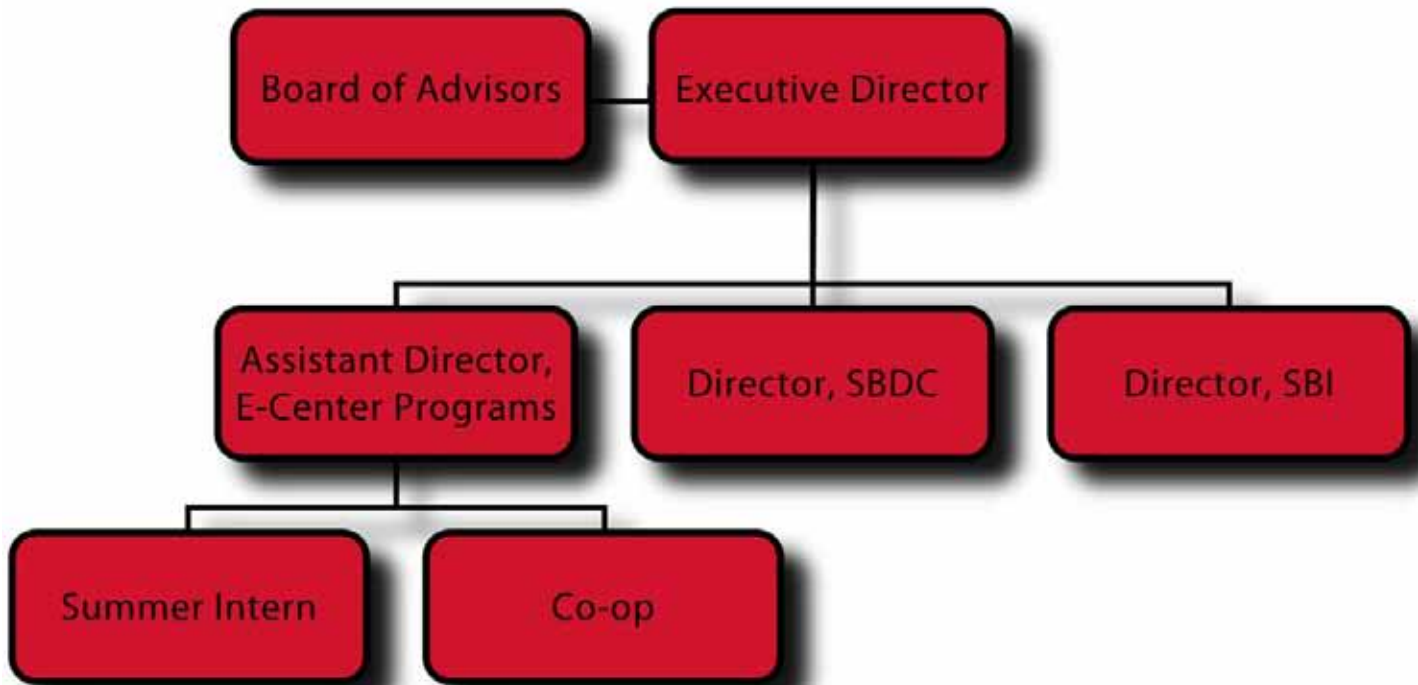 Board of Advisors
Executive Director
Assistant Director,
E-Center Programs
Director, SBDC
Director, SBI
Summer Intern
Co-op